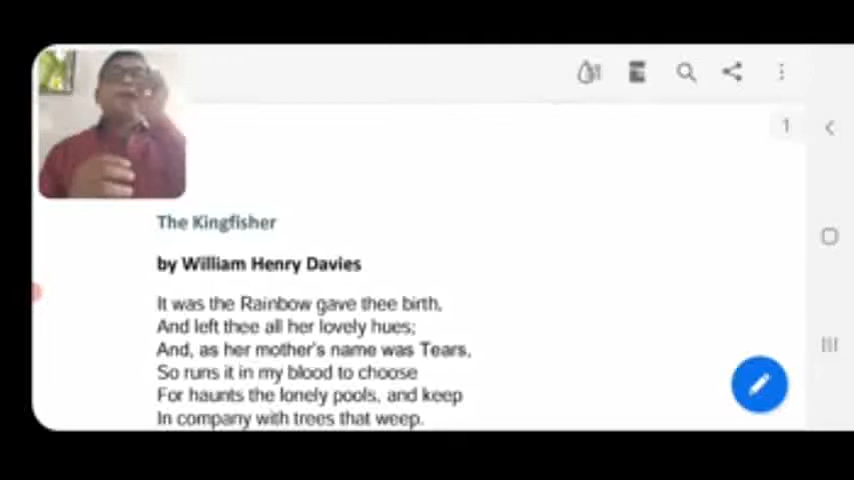 1
The Kingfisher
by William Henry Davies
It was the Rainbow gave thee birth,
And left thee all her lovely hues;
And, as her mother's name was Tears,
So runs it in my blood to choose
For haunts the lonely pools, and keep
In company with trees that weep.